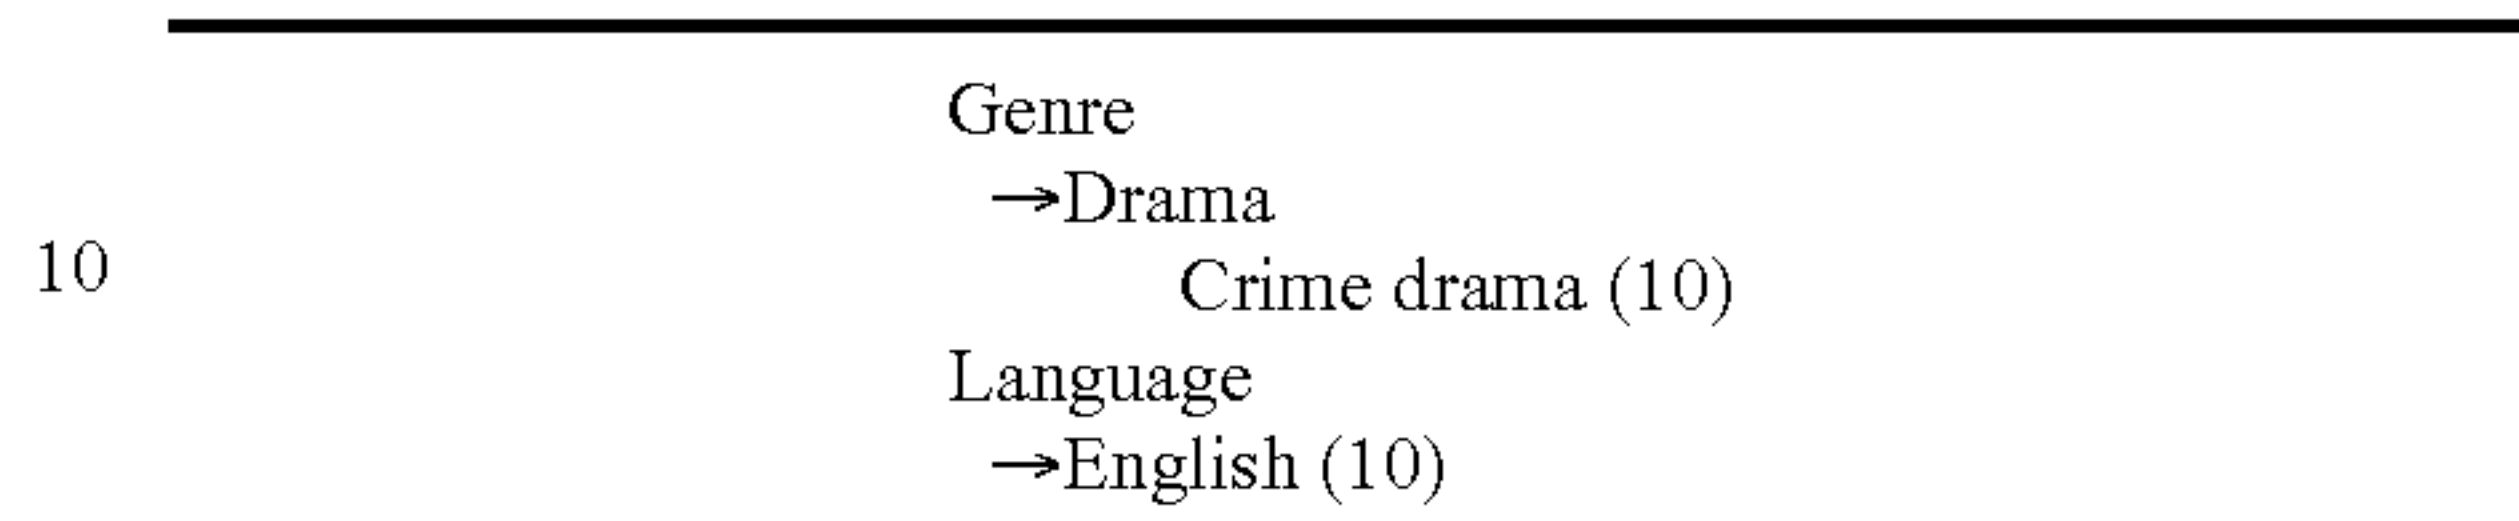 Genre
→Drama
10
Crime drama (10)
Language
→English (10)